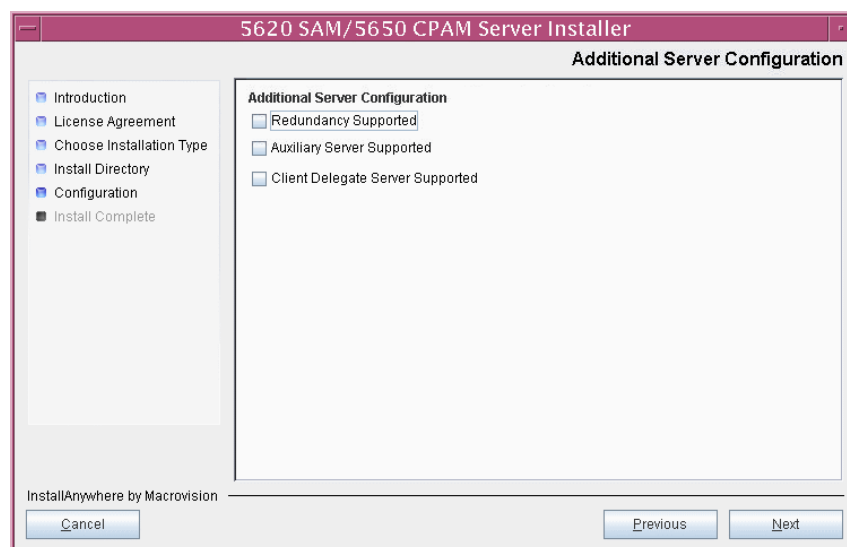 5620 SAM/5650 CPAM Server Installer
Additional Server Configuration
Introduction
License Agreement
Choose Installation Type
Install Directory
Configuration
Install Complete
Additional Server Configuration
Redundancy Supported
Auxiliary Server Supported
Client Delegate Server Supported
InstallAnywhere by Macrovision
Cancel
Previous
Next